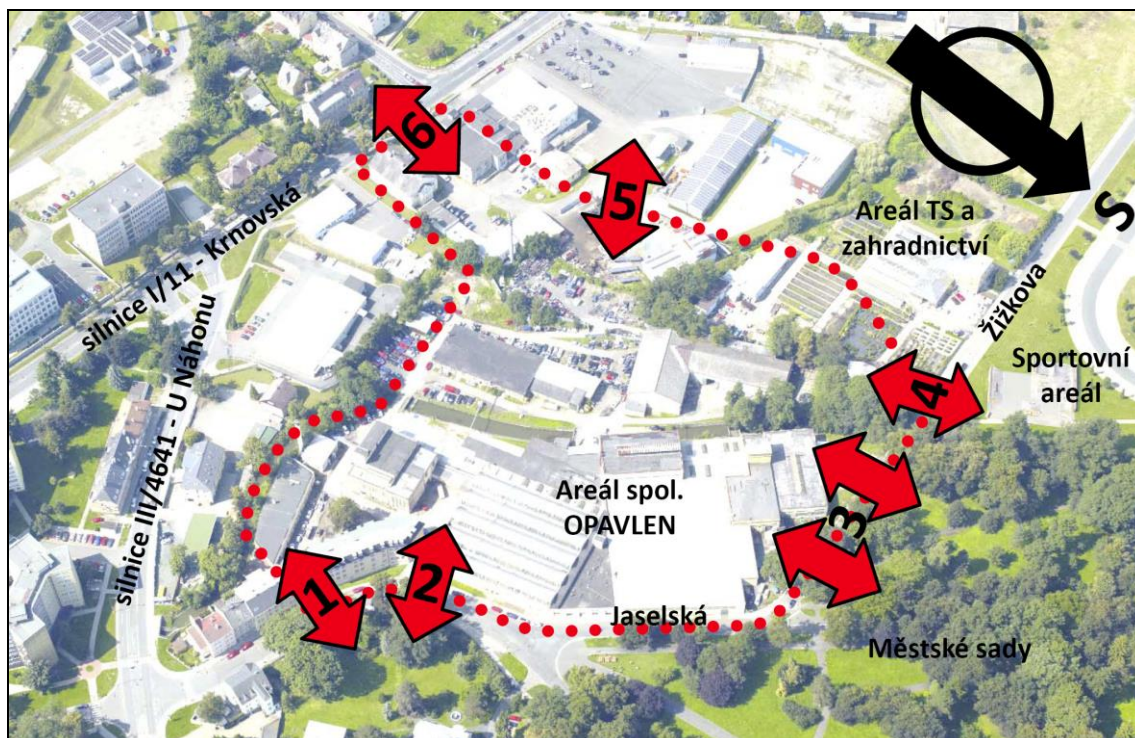 6
5
S
Areál TS a
zahradnictví
silnice I/11 - Krnovská
Žižkova
silnice III/4641 - U Náhonu
Sportovní
areál
4
Areál spol.
OPAVLEN
3
1
2
Jaselská
Městské sady